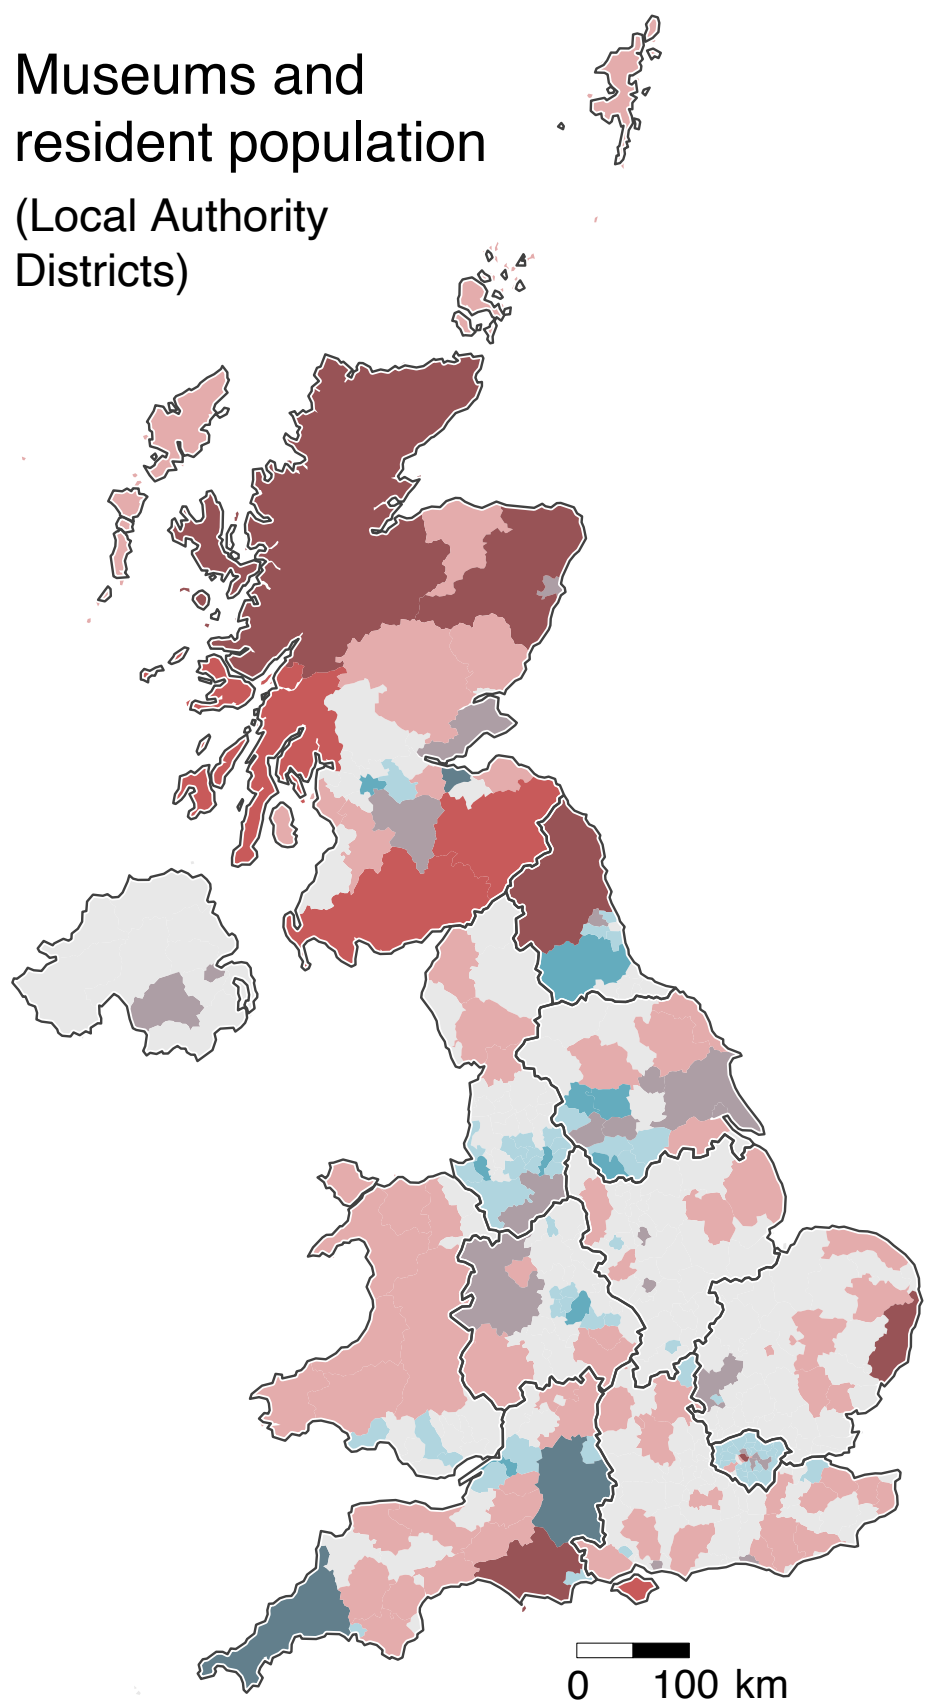 Museums and
resident population
(Local Authority
Districts)
0 100 km